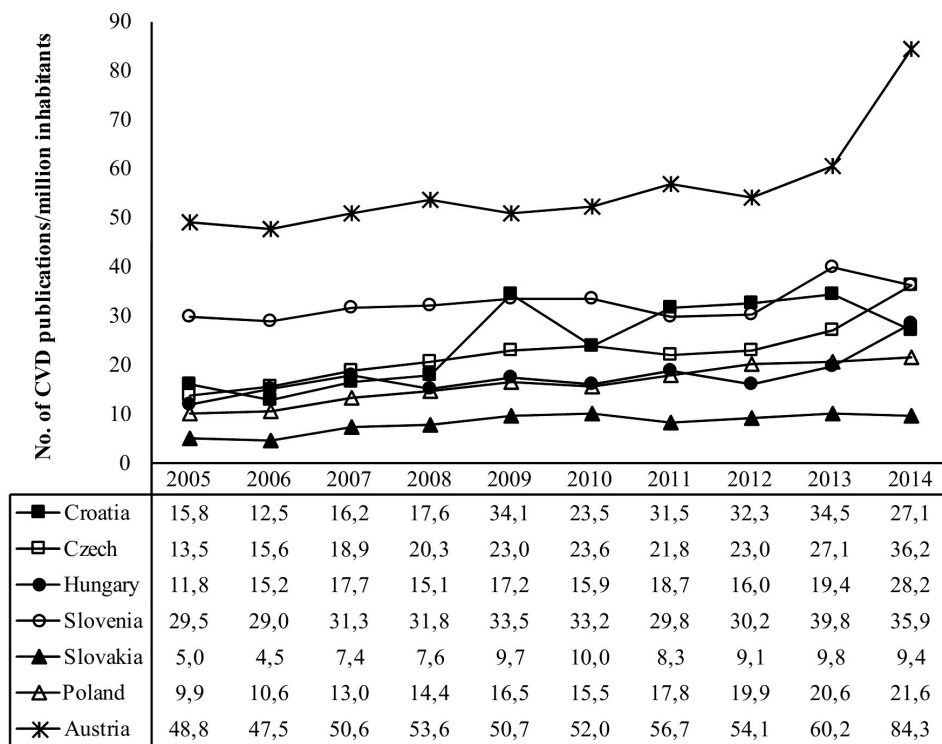 No. of CVD publications/million inhabitants
90
80
70
60
50
40
30
20
10
0
2005 2006 2007 2008 2009 2010 2011 2012 2013 2014
Croatia 15,8 12,5 16,2 17,6 34,1 23,5 31,5 32,3 34,5 27,1
Czech 13,5 15,6 18,9 20,3 23,0 23,6 21,8 23,0 27,1 36,2
Hungary 11,8 15,2 17,7 15,1 17,2 15,9 18,7 16,0 19,4 28,2
Slovenia 29,5 29,0 31,3 31,8 33,5 33,2 29,8 30,2 39,8 35,9
Slovakia 5,0 4,5 7,4 7,6 9,7 10,0 8,3 9,1 9,8 9,4
Poland 9,9 10,6 13,0 14,4 16,5 15,5 17,8 19,9 20,6 21,6
Austria 48,8 47,5 50,6 53,6 50,7 52,0 56,7 54,1 60,2 84,3